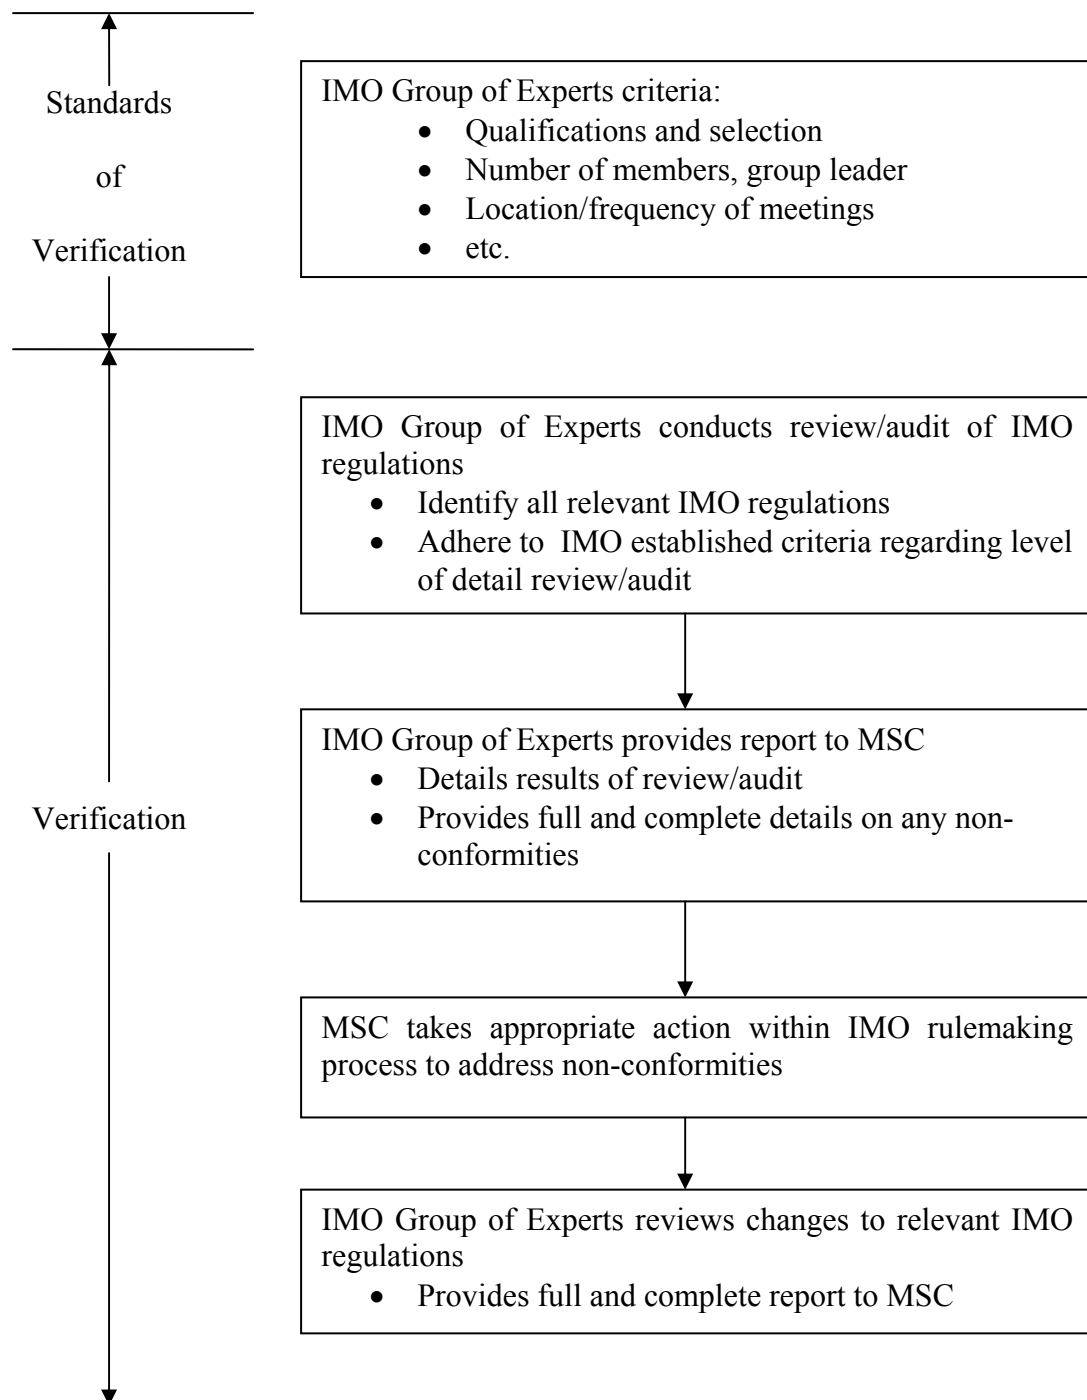 Standards
of
Verification
IMO Group of Experts criteria:
• Qualifications and selection
• Number of members, group leader
• Location/frequency of meetings
• etc.
Verification
IMO Group of Experts conducts review/audit of IMO
regulations
• Identify all relevant IMO regulations
• Adhere to IMO established criteria regarding level
of detail review/audit
IMO Group of Experts provides report to MSC
• Details results of review/audit
• Provides full and complete details on any non-
conformities
MSC takes appropriate action within IMO rulemaking
process to address non-conformities
IMO Group of Experts reviews changes to relevant IMO
regulations
• Provides full and complete report to MSC